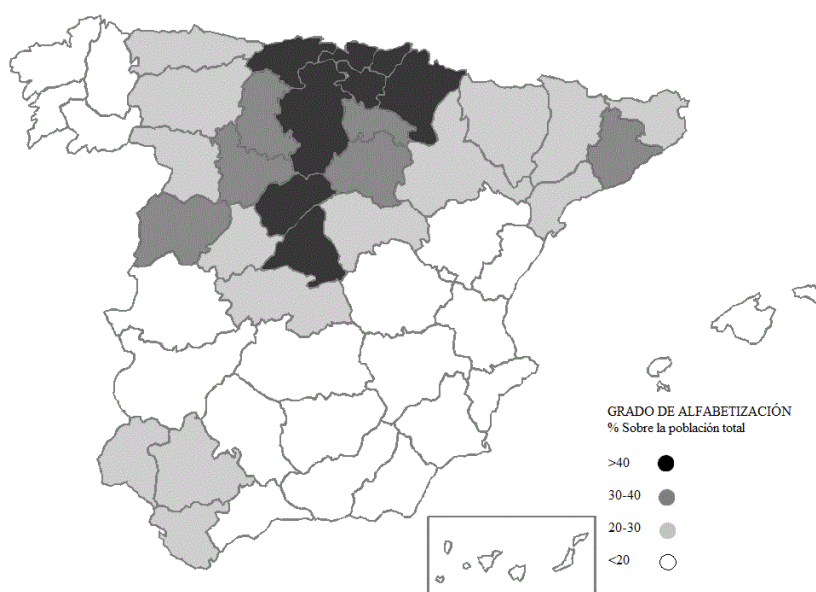 GRADO DE ALFABETIZACIÓN
% Sobre la población total
>40
30-40
20-30
<20